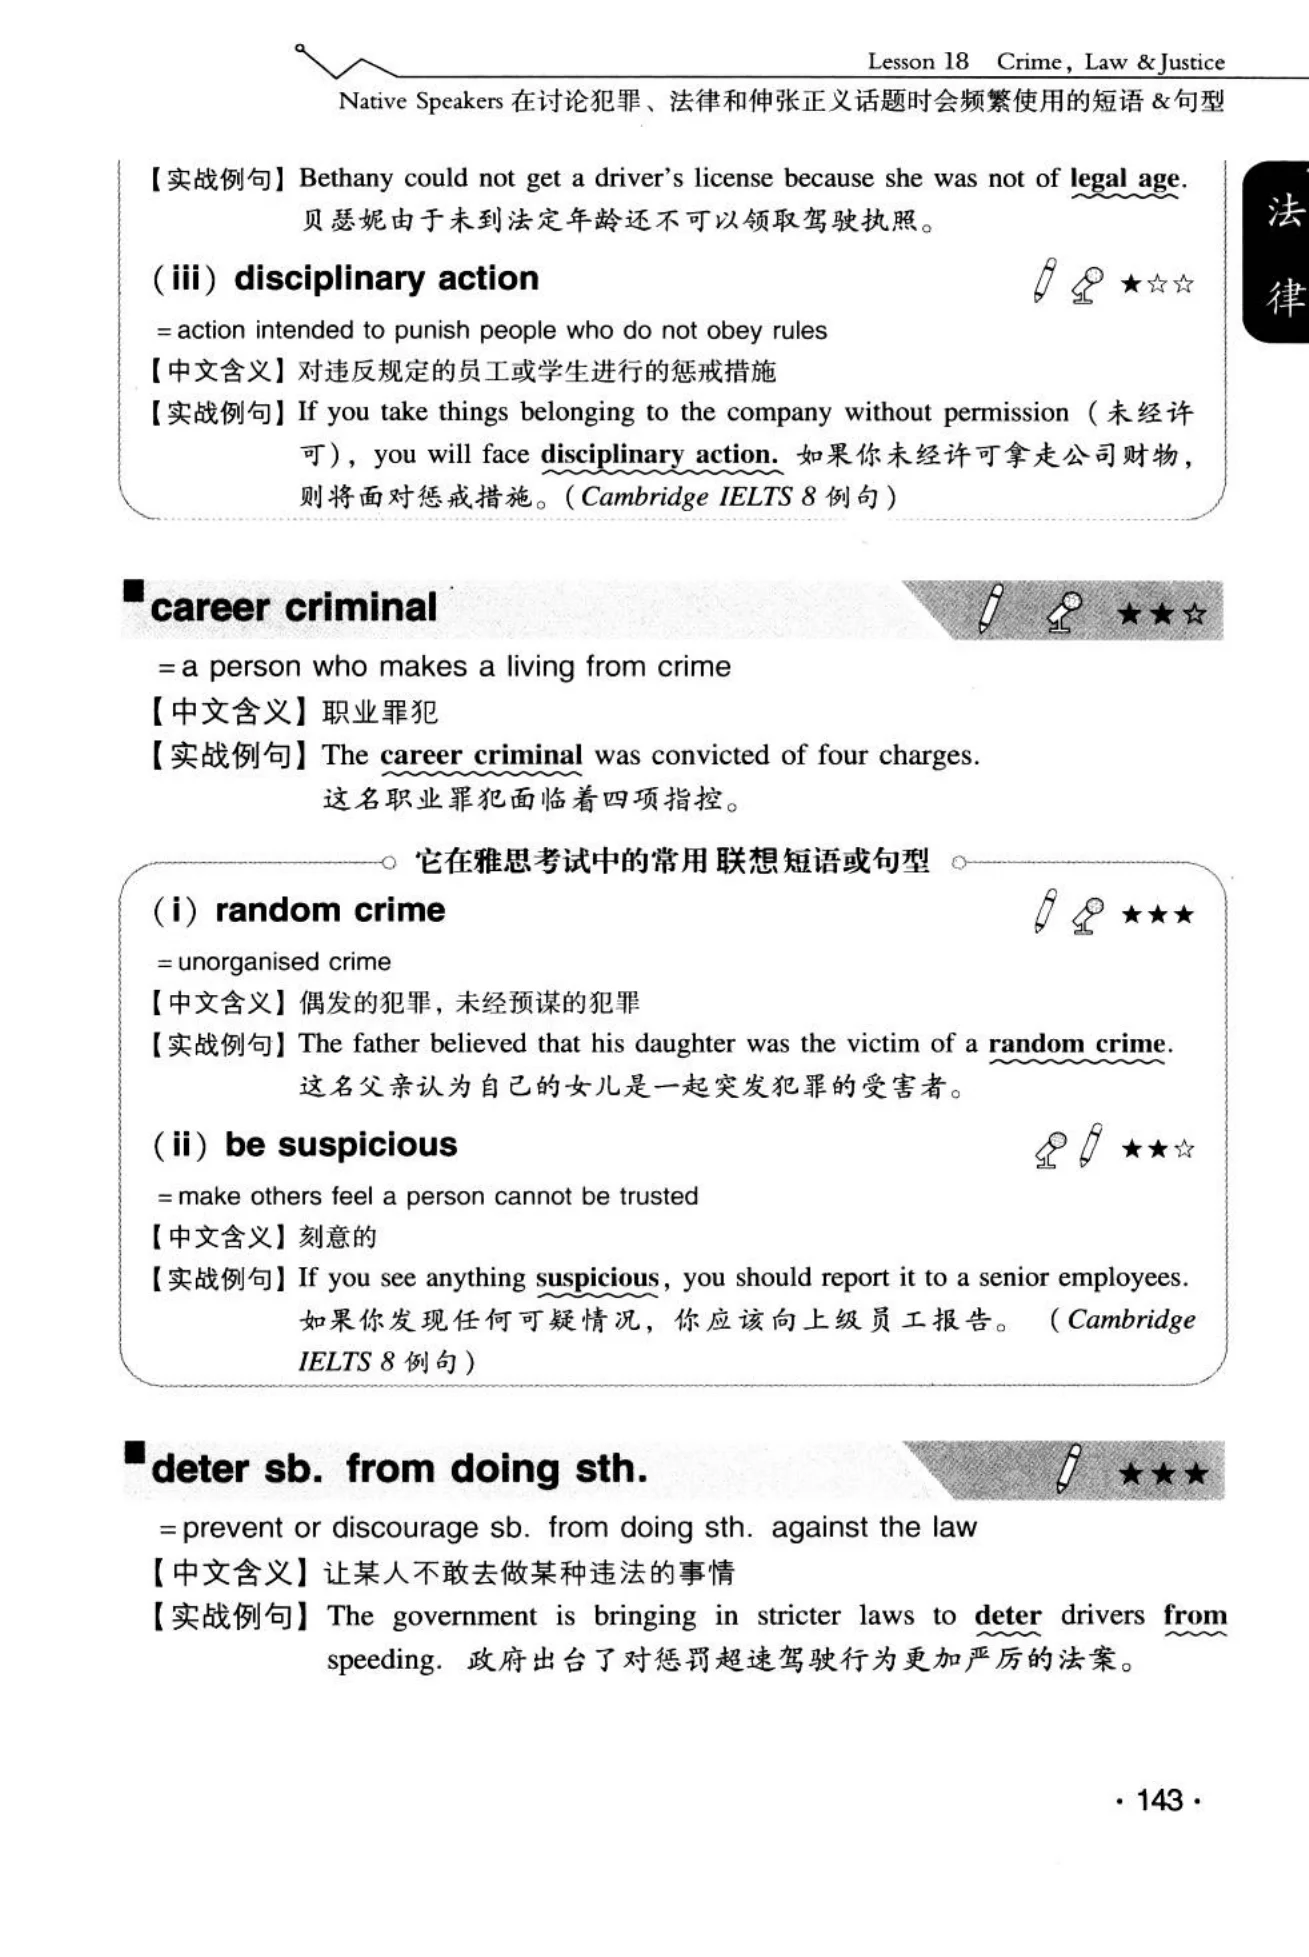 Lesson 18 Crime, Law & Justice
Native Speakers 在讨论犯罪、法律和伸张正义话题时会频繁使用的短语 & 句型
法
律
【实战例句】Bethany could not get a driver's license because she was not of legal age.
贝瑟妮由于未到法定年龄还不可以领取驾驶执照。
(iii) disciplinary action ★☆☆
= action intended to punish people who do not obey rules
【中文含义】对违反规定的员工或学生进行的惩戒措施
【实战例句】If you take things belonging to the company without permission (未经许
可), you will face disciplinary action. 如果你未经许可拿走公司财物,
则将面对惩戒措施。(Cambridge IELTS 8 例句)
■career criminal ★★☆
= a person who makes a living from crime
【中文含义】职业罪犯
【实战例句】The career criminal was convicted of four charges.
这名职业罪犯面临着四项指控。
它在雅思考试中的常用联想短语或句型
(i) random crime ★★★
= unorganised crime
【中文含义】偶发的犯罪, 未经预谋的犯罪
【实战例句】The father believed that his daughter was the victim of a random crime.
这名父亲认为自己的女儿是一起突发犯罪的受害者。
(ii) be suspicious ★★☆
= make others feel a person cannot be trusted
【中文含义】刻意的
【实战例句】If you see anything suspicious, you should report it to a senior employees.
如果你发现任何可疑情况, 你应该向上级员工报告。 (Cambridge
IELTS 8 例句)
■deter sb. from doing sth. ★★★
= prevent or discourage sb. from doing sth. against the law
【中文含义】让某人不敢去做某种违法的事情
【实战例句】The government is bringing in stricter laws to deter drivers from
speeding. 政府出台了对惩罚超速驾驶行为更加严厉的法案。
· 143 ·